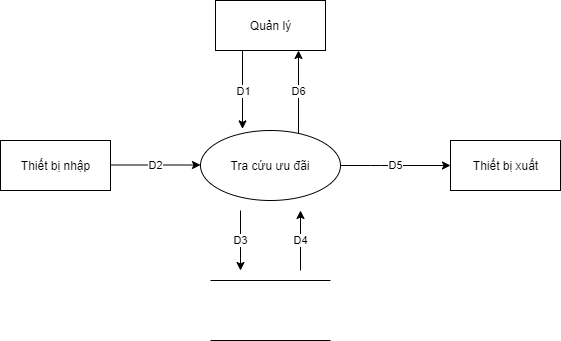 Quản lý
D1
D6
Thiết bị nhập
D2
Tra cứu ưu đãi
D5
Thiết bị xuất
D3
D4